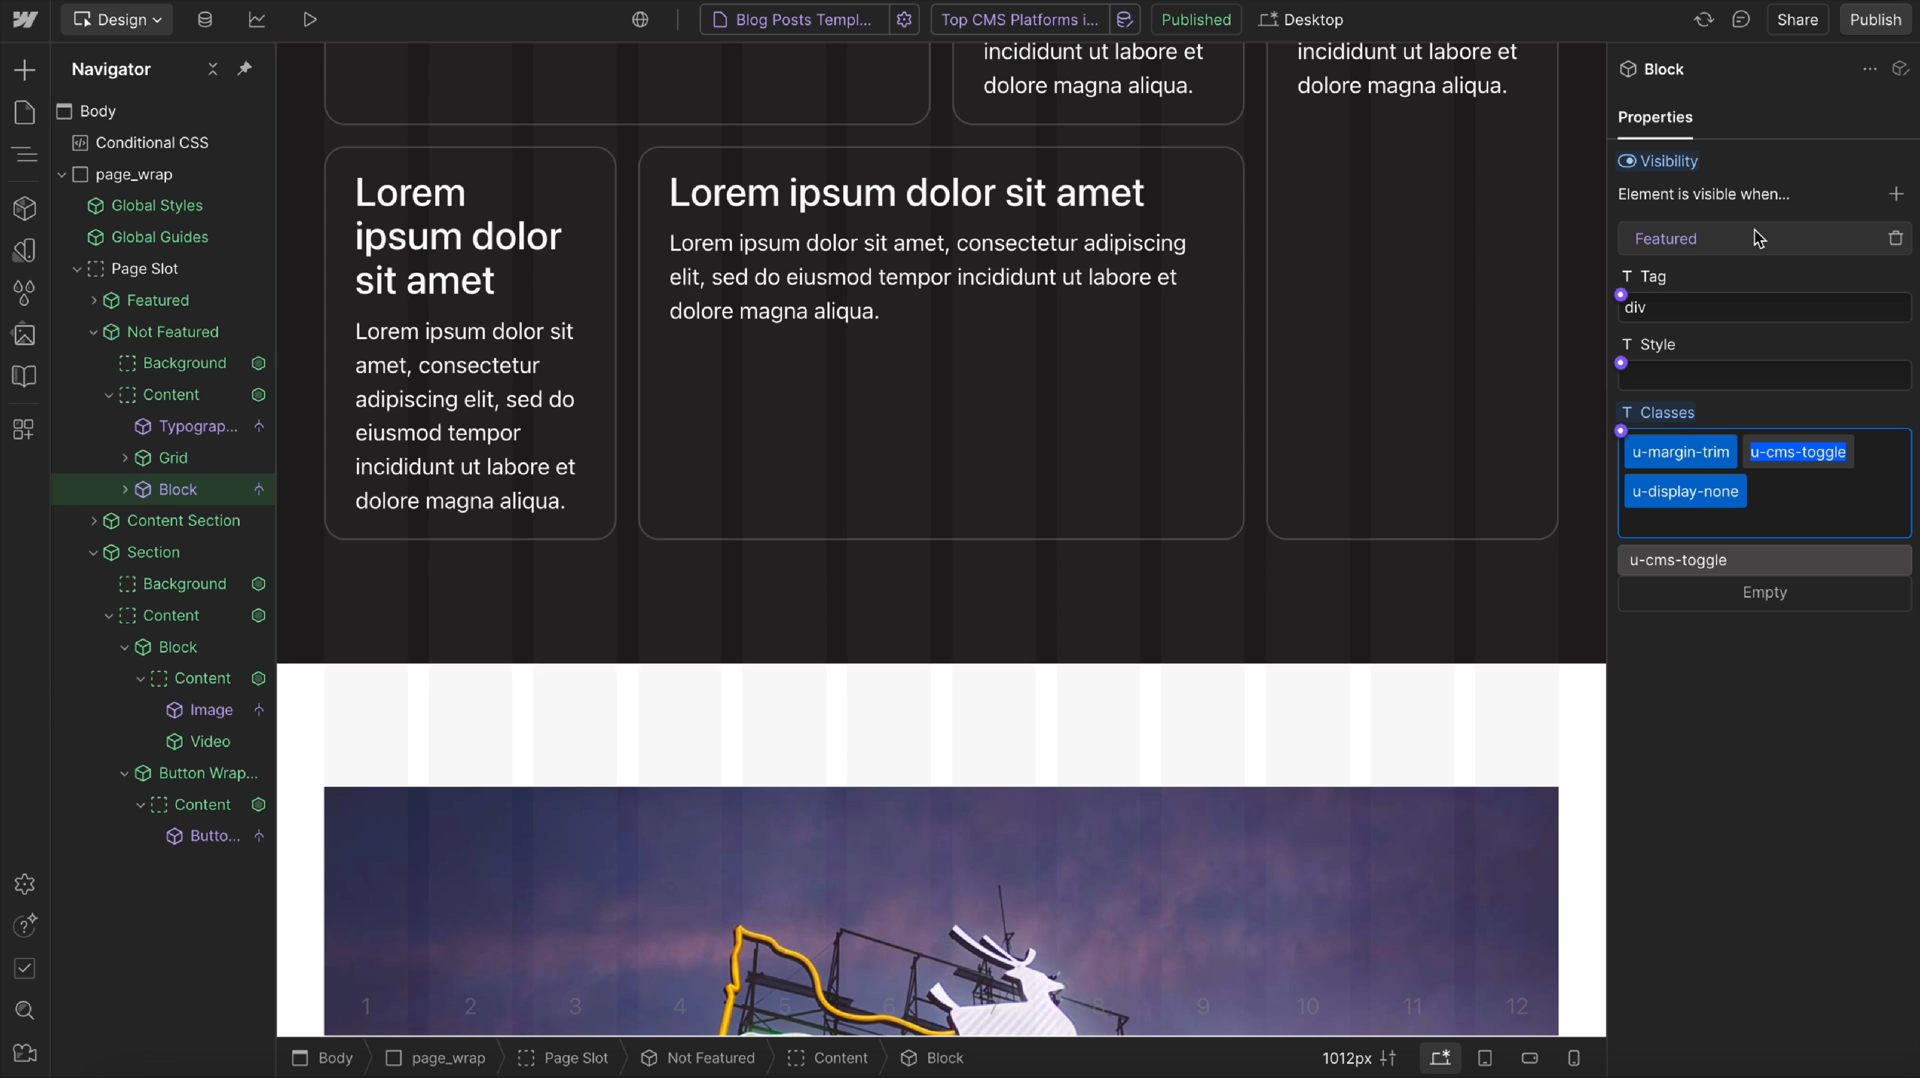 Design
Blog Posts Templ...
Top CMS Platforms i...
Published
Desktop
Share
Publish
Navigator
Body
Conditional CSS
page_wrap
Global Styles
Global Guides
Page Slot
Featured
Not Featured
Background
Content
Typograp...
Grid
Block
Content Section
Section
Background
Content
Block
Content
Image
Video
Button Wrap...
Content
Butto...
incididunt ut labore et
dolore magna aliqua.
incididunt ut labore et
dolore magna aliqua.
Lorem
ipsum dolor
sit amet
Lorem ipsum dolor sit
amet, consectetur
adipiscing elit, sed do
eiusmod tempor
incididunt ut labore et
dolore magna aliqua.
Lorem ipsum dolor sit amet
Lorem ipsum dolor sit amet, consectetur adipiscing
elit, sed do eiusmod tempor incididunt ut labore et
dolore magna aliqua.
1 2 3 4 5 6 7 8 9 10 11 12
Block
Properties
Visibility
Element is visible when...
Featured
T Tag
div
T Style
T Classes
u-margin-trim u-cms-toggle
u-display-none
u-cms-toggle
Empty
Body page_wrap Page Slot Not Featured Content Block
1012px